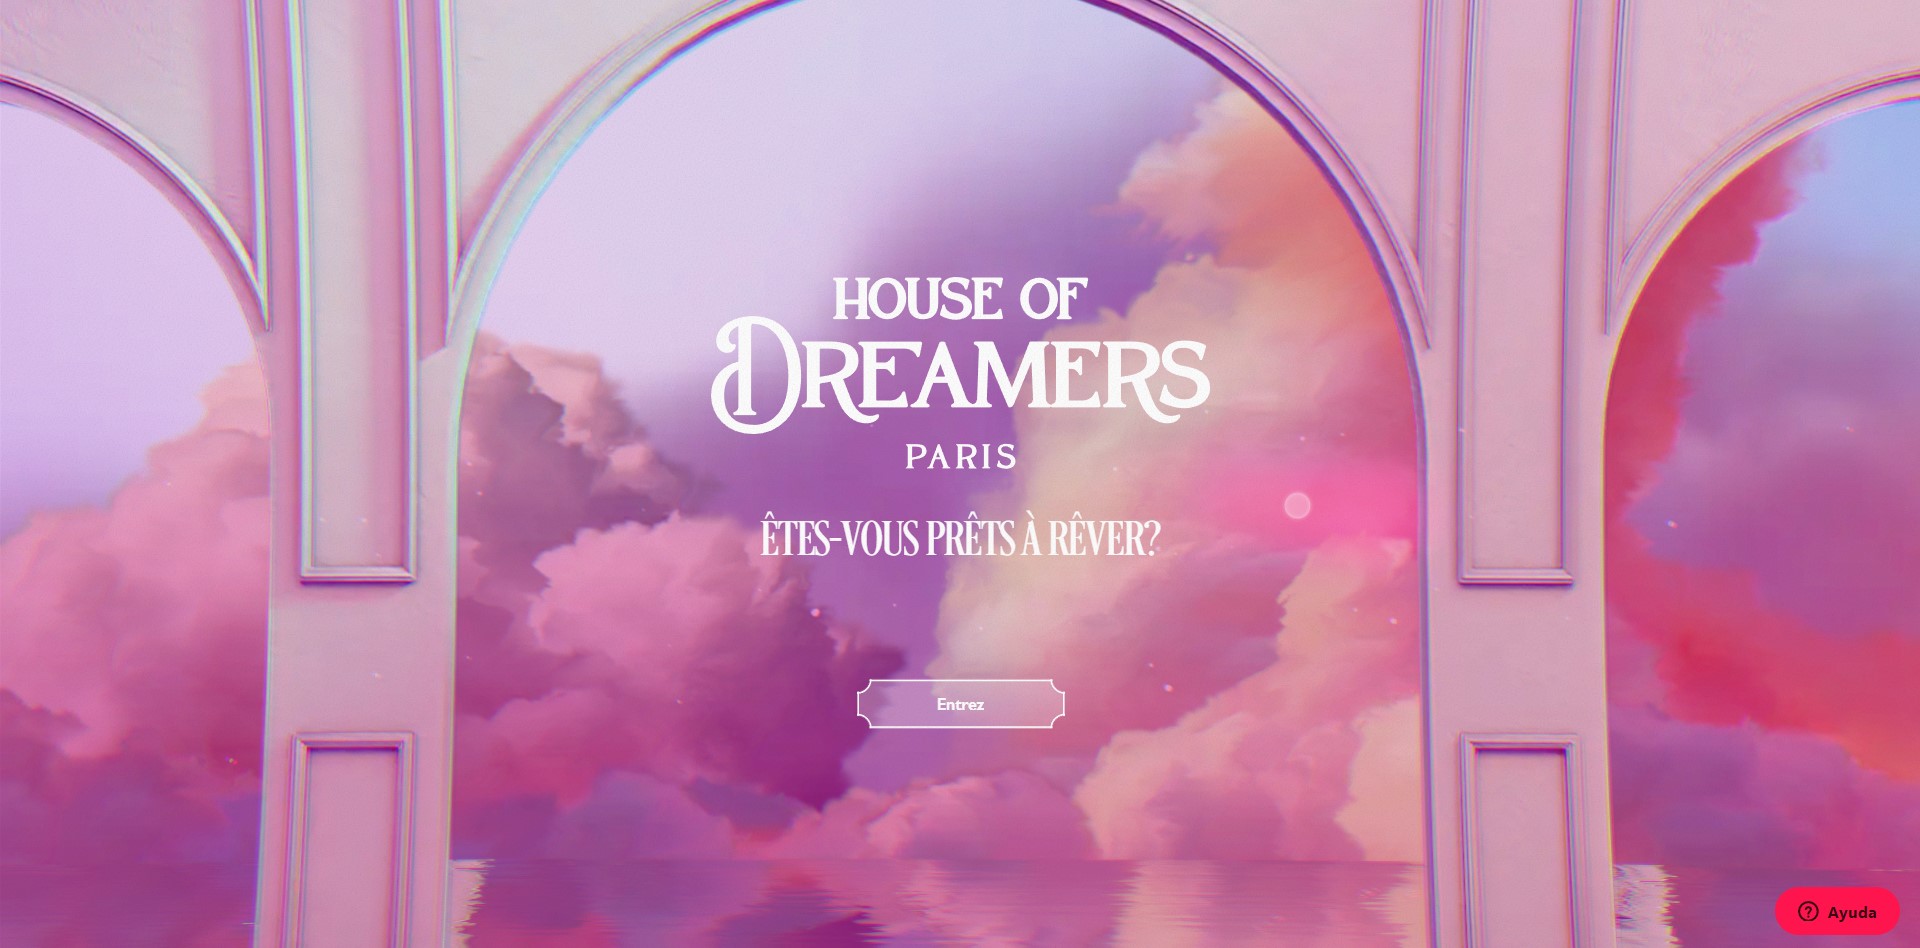 HOUSE OF
DREAMERS
PARIS
ÊTES-VOUS PRÊTS À RÊVER?
Entrez
Ayuda